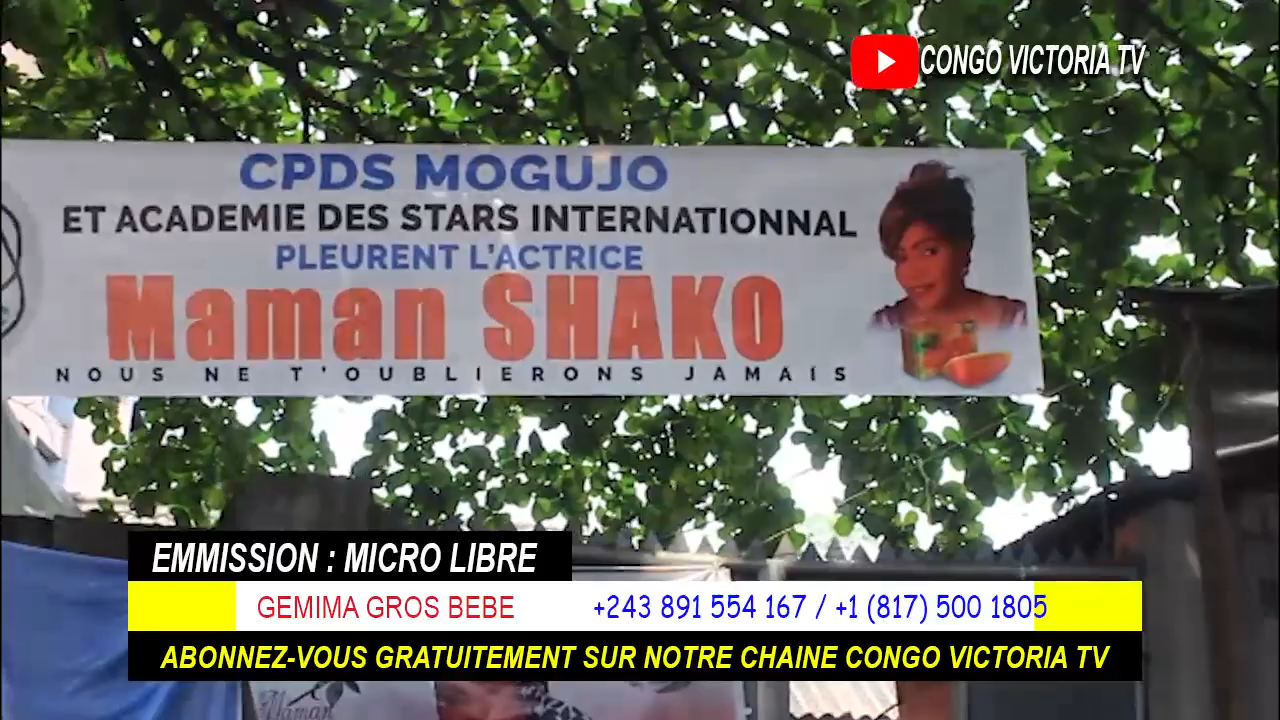 CONGO VICTORIA TV
CPDS MOGUJO
ET ACADEMIE DES STARS INTERNATIONNAL
PLEURENT L'ACTRICE
Maman SHAKO
NOUS NE T'OUBLIERONS JAMAIS
EMMISSION : MICRO LIBRE
GEMIMA GROS BEBE +243 891 554 167 / +1 (817) 500 1805
ABONNEZ-VOUS GRATUITEMENT SUR NOTRE CHAINE CONGO VICTORIA TV
Maman